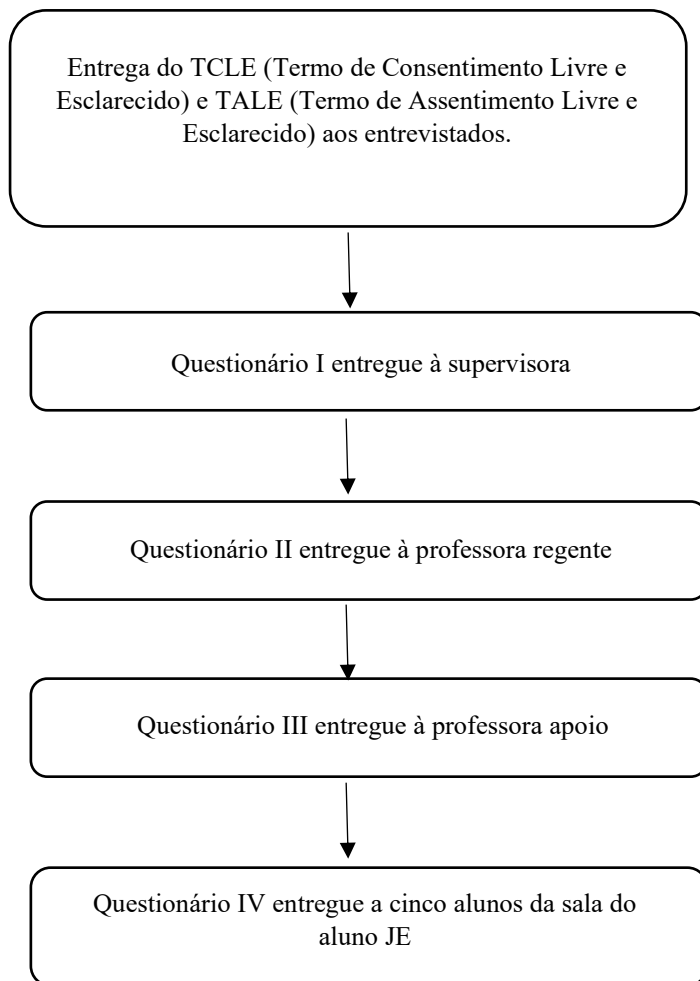 Entrega do TCLE (Termo de Consentimento Livre e
Esclarecido) e TALE (Termo de Assentimento Livre e
Esclarecido) aos entrevistados.
Questionário I entregue à supervisora
Questionário II entregue à professora regente
Questionário III entregue à professora apoio
Questionário IV entregue a cinco alunos da sala do
aluno JE